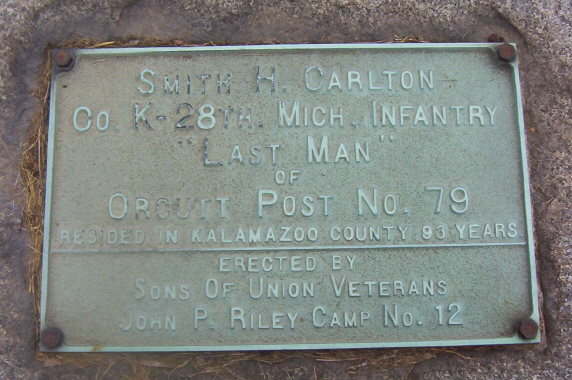 Smith H. Carlton
Co. K-28th. Mich. Infantry
"Last Man"
of
Orcutt Post No. 79
Resided in Kalamazoo County 93 Years
Erected by
Sons Of Union Veterans
John P. Riley Camp No. 12